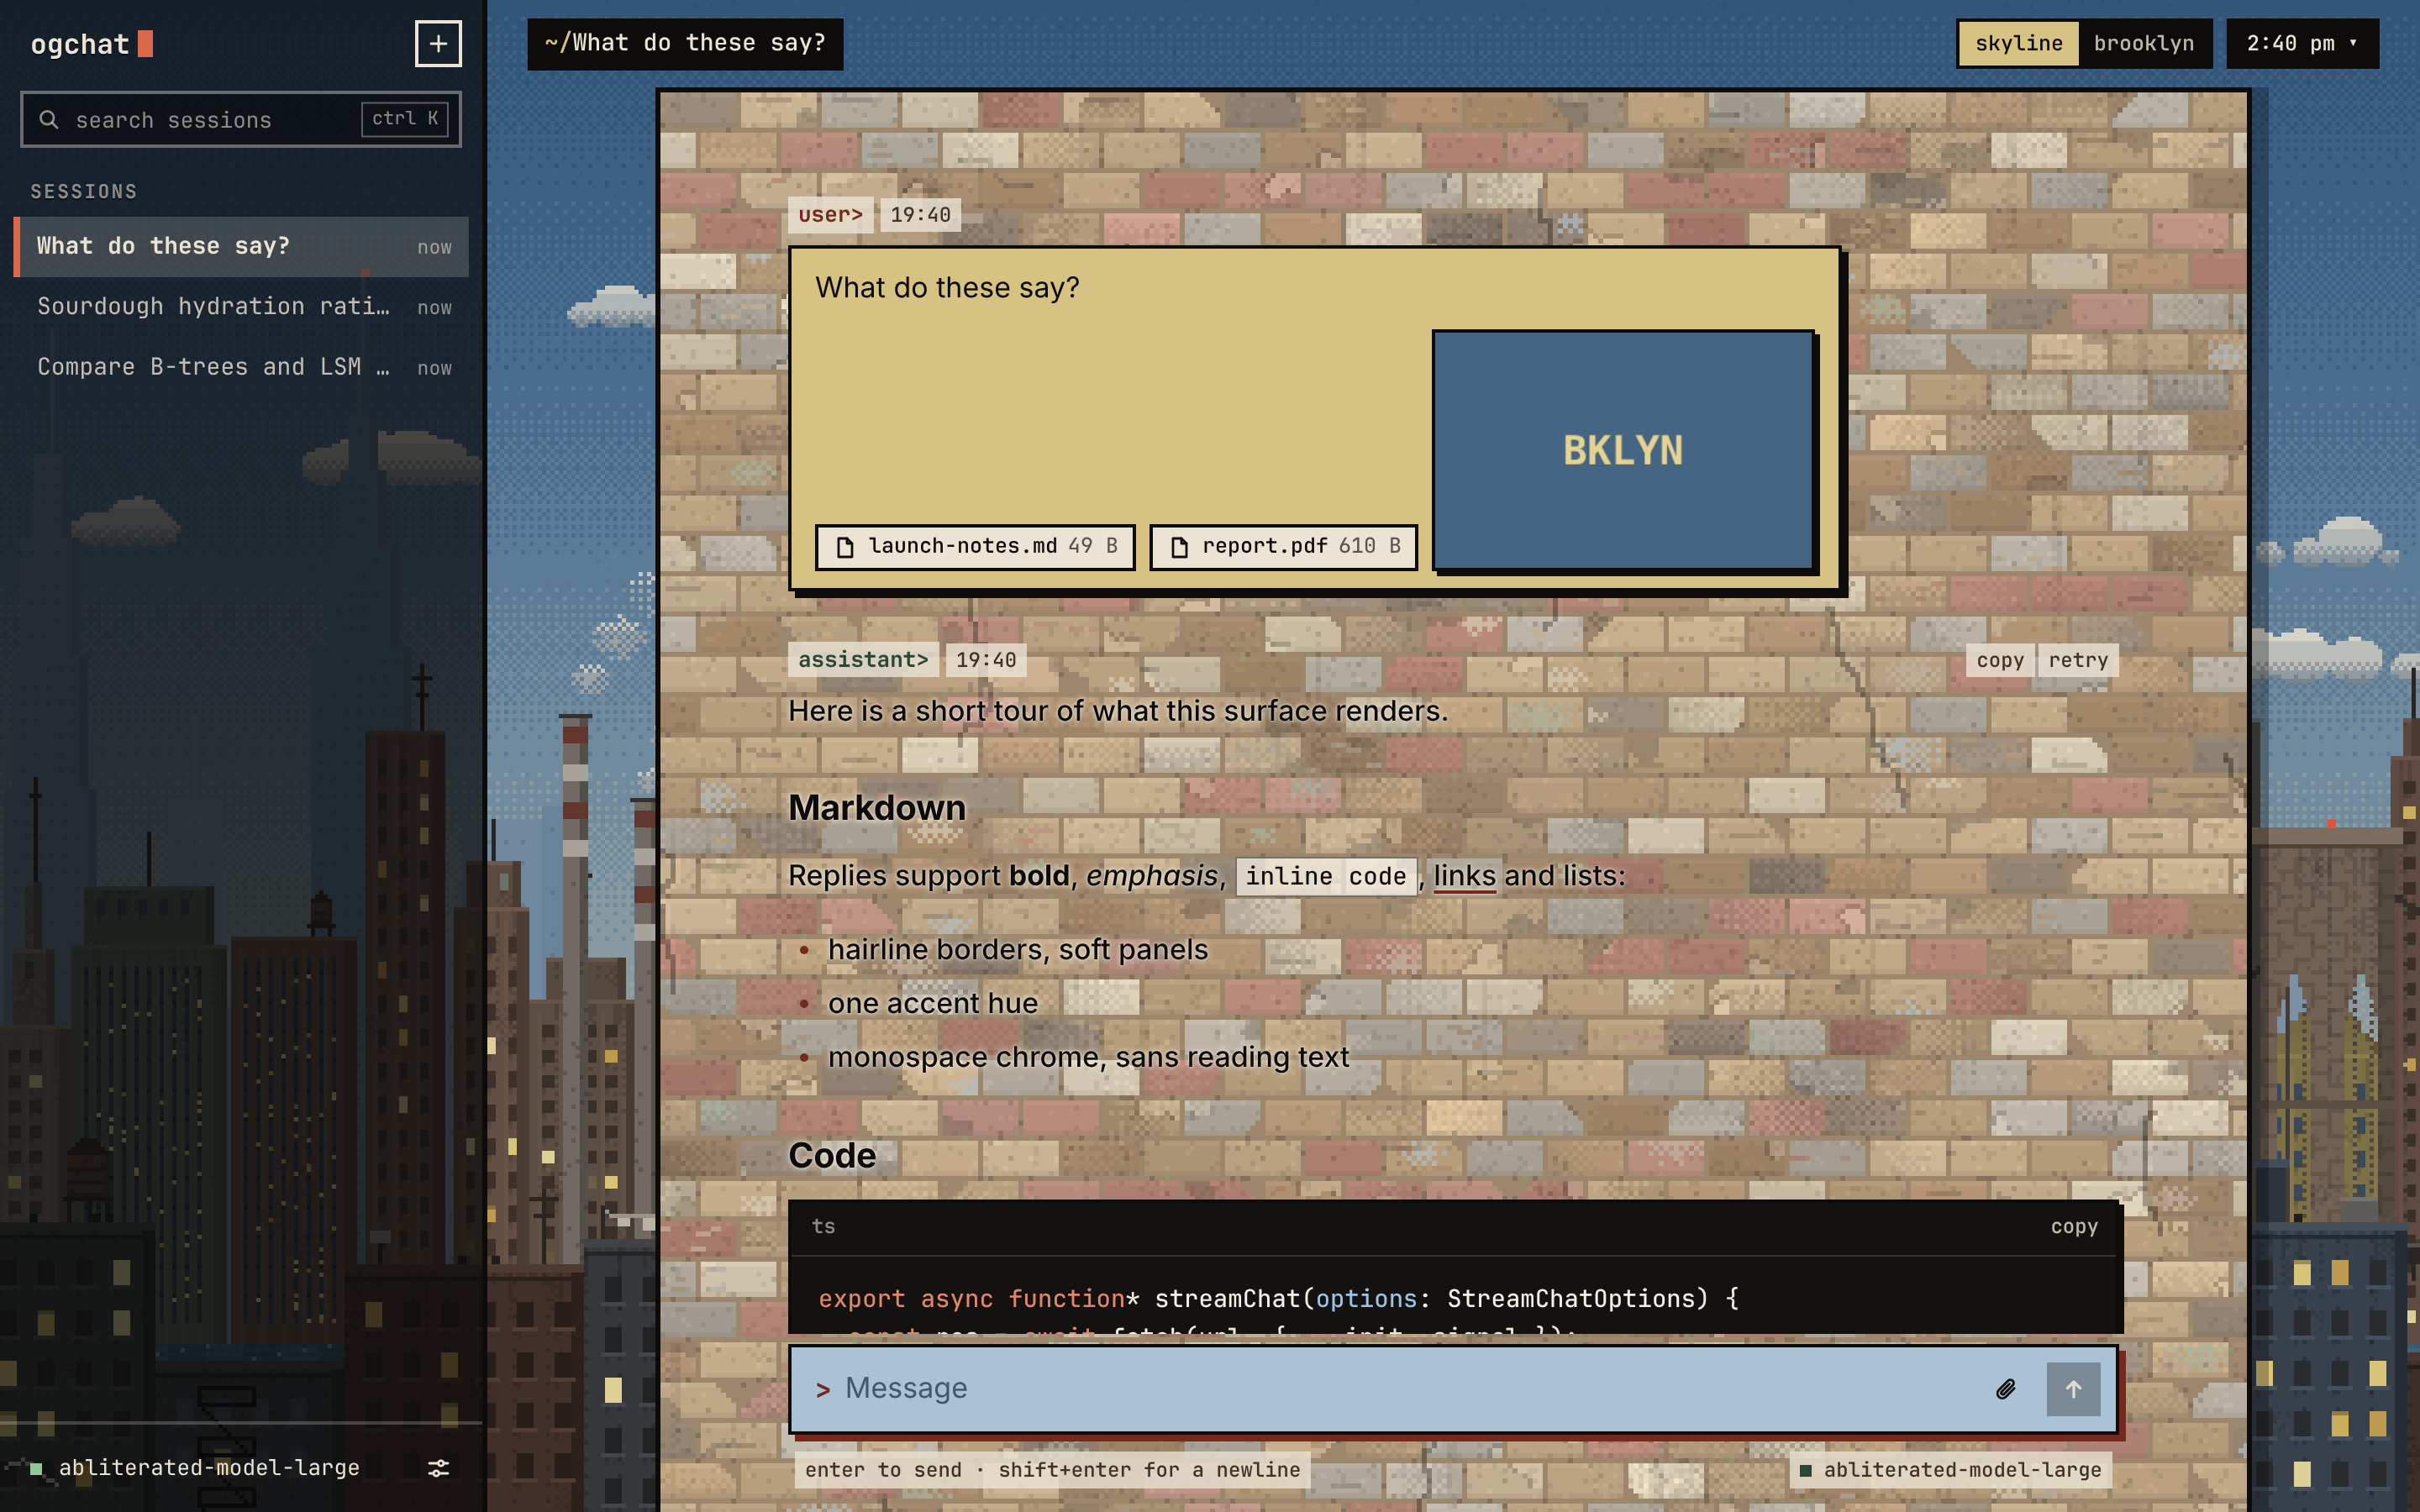 ogchat
+
search sessions ctrl K
SESSIONS
What do these say? now
Sourdough hydration rati… now
Compare B-trees and LSM … now
abliterated-model-large
~/What do these say?
skyline brooklyn 2:40 pm ▾
user> 19:40
What do these say?
BKLYN
launch-notes.md 49 B report.pdf 610 B
assistant> 19:40 copy retry
Here is a short tour of what this surface renders.
Markdown
Replies support bold, emphasis, inline code, links and lists:
• hairline borders, soft panels
• one accent hue
• monospace chrome, sans reading text
Code
ts copy
export async function* streamChat(options: StreamChatOptions) {
> Message
enter to send · shift+enter for a newline abliterated-model-large